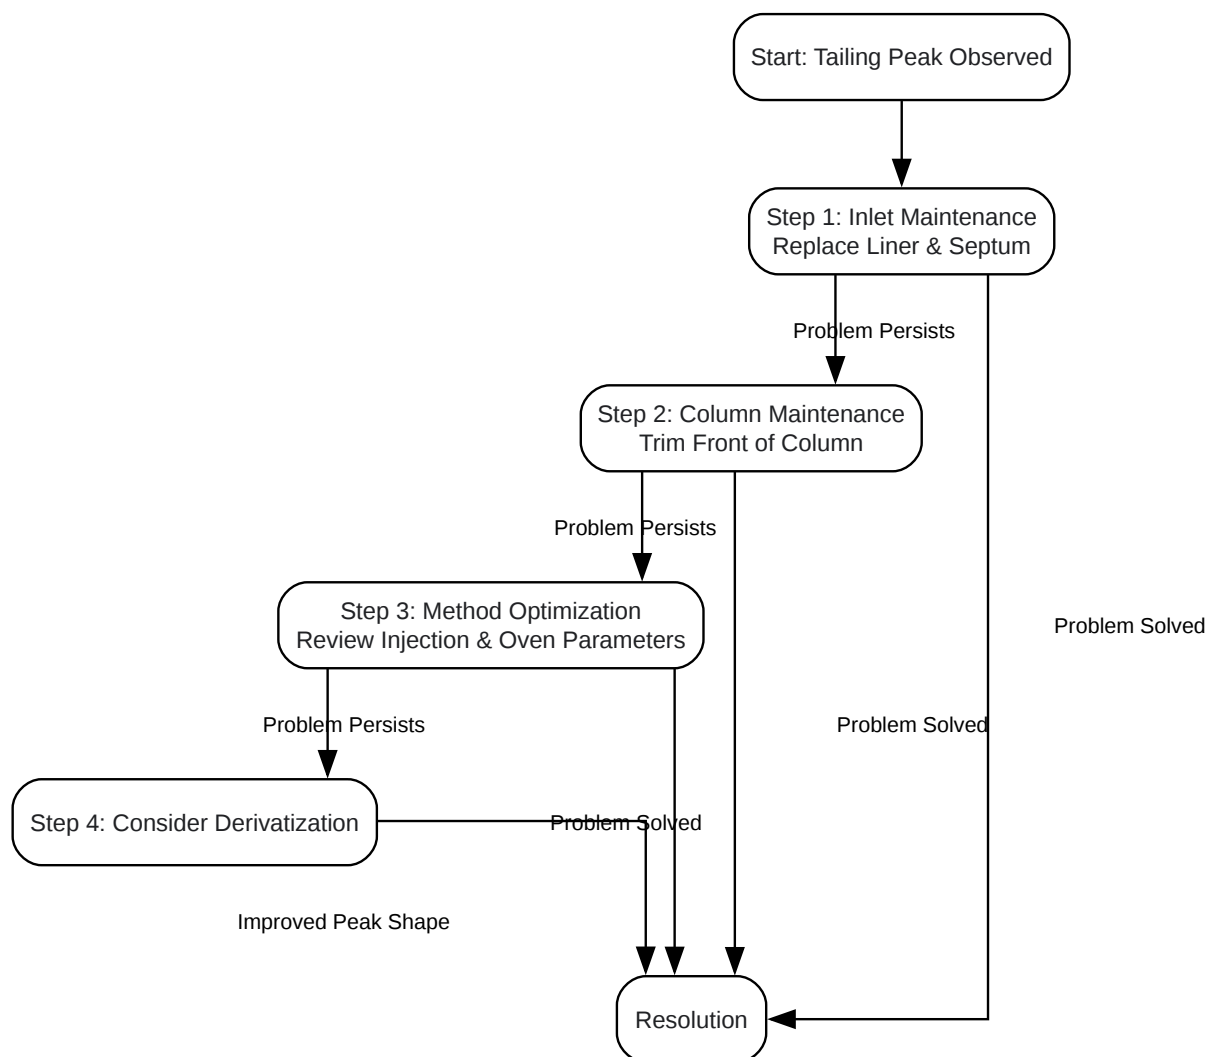 Start: Tailing Peak Observed
Step 1: Inlet Maintenance
Replace Liner & Septum
Problem Persists
Step 2: Column Maintenance
Trim Front of Column
Problem Persists
Step 3: Method Optimization
Review Injection & Oven Parameters
Problem Solved
Problem Persists
Problem Solved
Step 4: Consider Derivatization
Problem Solved
Improved Peak Shape
Resolution